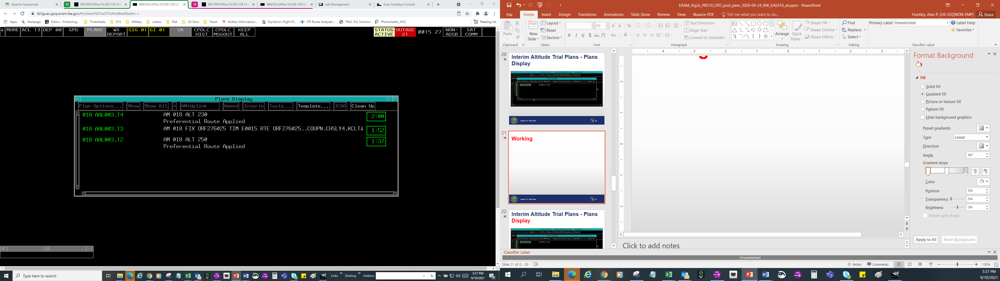 Apache Guacamole
20
865/RPD:RPos:10.245.129.121
866/DVu:DPos:10.245.129.121
16
867/RPD:RPos:10.245.129.121
868/DVu:DPos:10.245.129.121
Lab Management
Guac huntleya Console
tb3guac.gwp.eram.faa.gov/#/client/NDYwOTUAYwBteXNxbA==
Apps
Startpage
Gibiru – Protecting...
Timesheets
ECS
Military
Leidos
FAA
US Govt
Travel
AirNav: Information...
SkyVector: Flight Pl...
IFR Route Analyzer...
FRAC SSL Solution
Photoshelter_AOC
Reading list
MORE
ACL 13
DEP 00
GPD
PLANS
WX REPORT
SIG 01
GI 01
UA
CPDLC HIST
CPDLC MSGOUT
KEEP ALL
STATUS ACTIVE
OUTAGE 21
0015 27
NON-ADSB
SAT COMM
Plans Display
Plan Options...
Show
Show All
AM+Uplink
Amend
Interim
Tools...
Template...
ICAO
Clean Up
018 AAL003.T4 AM 018 ALT 230 2:00
Preferential Route Applied
018 AAL003.T3 AM 018 FIX ORF276025 TIM E0015 RTE ORF276025..COUPN.CHSLY4.KCLT↓ 1:52
018 AAL003.T2 AM 018 ALT 250 1:37
Preferential Route Applied
M UA
Type here to search
Links
Desktop
Address
5:37 PM
9/10/2021
18
ERAM_Stg3c_PRS10_OTO_post_peer_2020-09-24_RW_EAE410_ah.pptx - PowerPoint
File
Home
Insert
Design
Transitions
Animations
Slide Show
Review
View
Nuance PDF
Tell me what you want to do...
Huntley, Alan P. [US-US](NON-EMP)
Share
Paste
Clipboard
New Slide
Layout
Reset
Section
Slides
40
Font
Text Direction
Align Text
Convert to SmartArt
Paragraph
Arrange
Quick Styles
Shape Fill
Shape Outline
Shape Effects
Drawing
Find
Replace
Select
Editing
Primary Label
Unrestricted
Label Help
Favorites
Classifier Label
20
Interim Altitude Trial Plans - Plans
Display
Lesson 10: Trial Plans
20
21
Working
Lesson 10: Trial Plans
21
22
Interim Altitude Trial Plans - Plans
Display
Click to add notes
Format Background
Fill
Solid fill
Gradient fill
Picture or texture fill
Pattern fill
Hide background graphics
Preset gradients
Type
Linear
Direction
Angle
90°
Gradient stops
Color
Position
0%
Transparency
0%
Brightness
0%
Rotate with shape
Apply to All
Reset Background
Classifier Label
Unrestricted
Slide 21 of 0 .. 30
Notes
Comments
100%
5:37 PM
9/10/2021